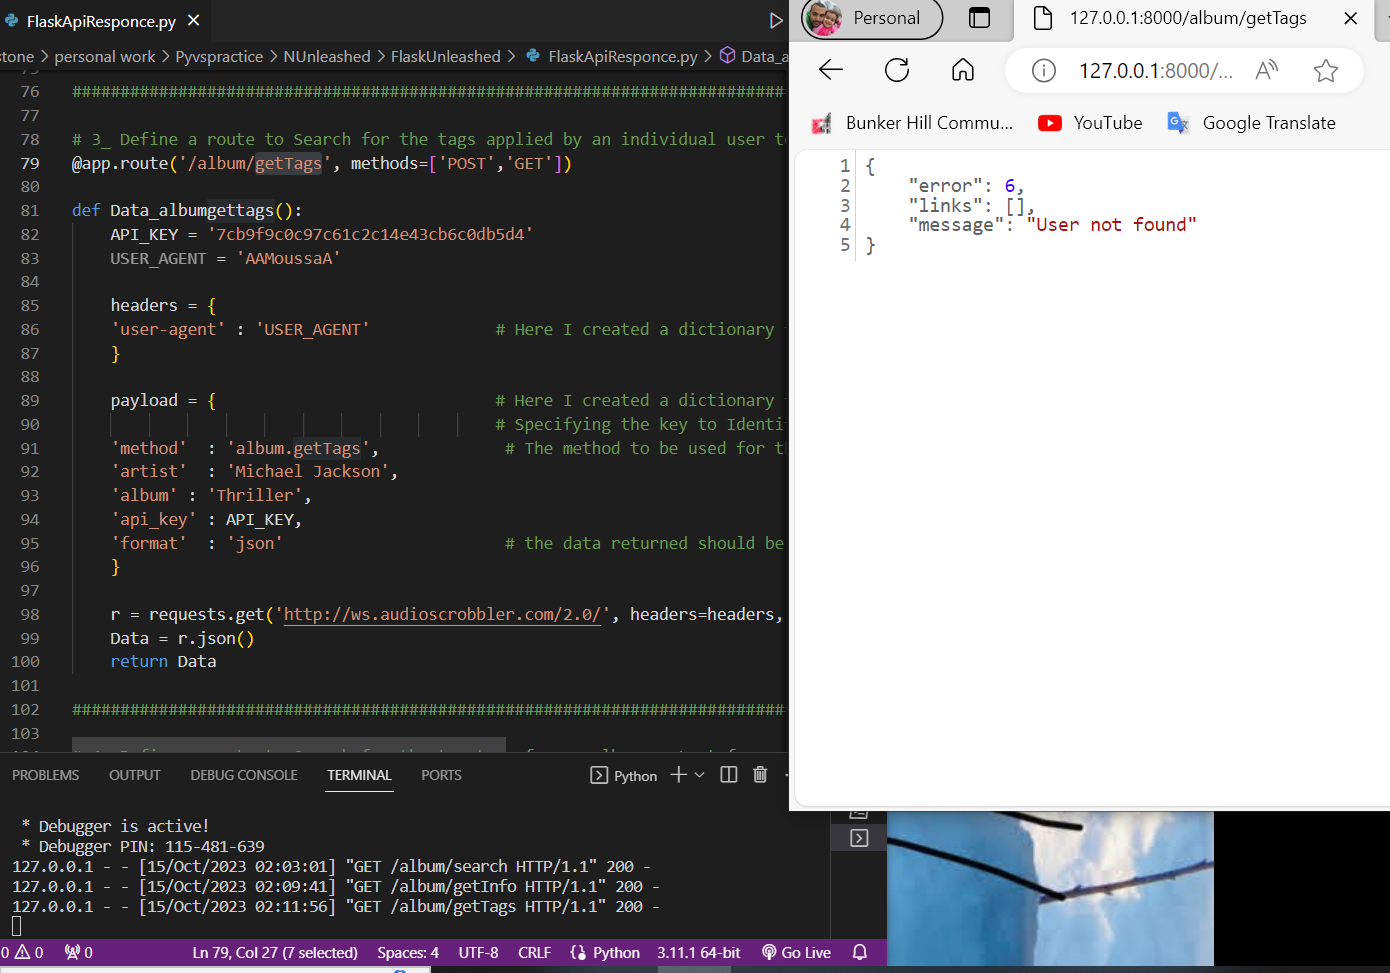 FlaskApiResponce.py
stone > personal work > Pyvspractice > NUnleashed > FlaskUnleashed > FlaskApiResponce.py > Data_a
76 ##########################################################################
77
78 # 3_ Define a route to Search for the tags applied by an individual user to
79 @app.route('/album/getTags', methods=['POST','GET'])
80
81 def Data_albumgettags():
82 API_KEY = '7cb9f9c0c97c61c2c14e43cb6c0db5d4'
83 USER_AGENT = 'AAMoussaA'
84
85 headers = {
86 'user-agent' : 'USER_AGENT' # Here I created a dictionary
87 }
88
89 payload = { # Here I created a dictionary
90 # Specifying the key to Identi
91 'method' : 'album.getTags', # The method to be used for t
92 'artist' : 'Michael Jackson',
93 'album' : 'Thriller',
94 'api_key' : API_KEY,
95 'format' : 'json' # the data returned should be
96 }
97
98 r = requests.get('http://ws.audioscrobbler.com/2.0/', headers=headers,
99 Data = r.json()
100 return Data
101
102 ##########################################################################
103
PROBLEMS OUTPUT DEBUG CONSOLE TERMINAL PORTS Python
* Debugger is active!
* Debugger PIN: 115-481-639
127.0.0.1 - - [15/Oct/2023 02:03:01] "GET /album/search HTTP/1.1" 200 -
127.0.0.1 - - [15/Oct/2023 02:09:41] "GET /album/getInfo HTTP/1.1" 200 -
127.0.0.1 - - [15/Oct/2023 02:11:56] "GET /album/getTags HTTP/1.1" 200 -
0 0 0 Ln 79, Col 27 (7 selected) Spaces: 4 UTF-8 CRLF Python 3.11.1 64-bit Go Live
Personal 127.0.0.1:8000/album/getTags
127.0.0.1:8000/...
Bunker Hill Commu... YouTube Google Translate
1 {
2 "error": 6,
3 "links": [],
4 "message": "User not found"
5 }